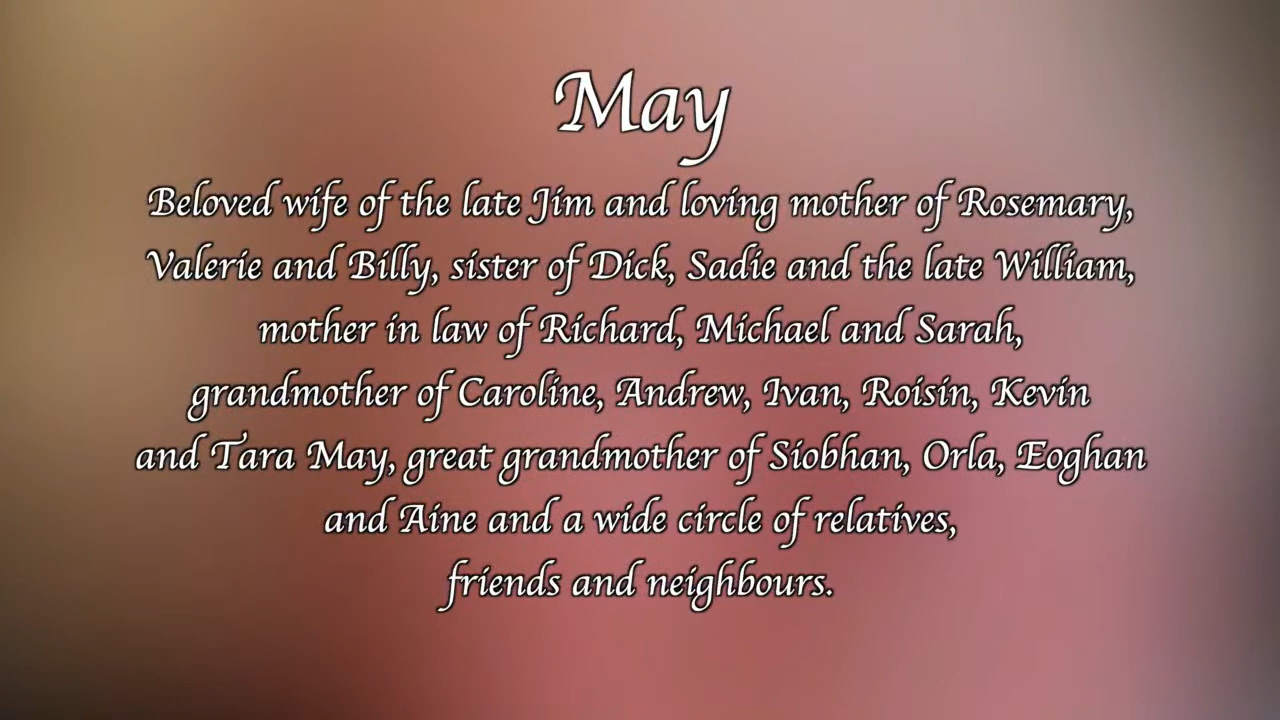 May
Beloved wife of the late Jim and loving mother of Rosemary,
Valerie and Billy, sister of Dick, Sadie and the late William,
mother in law of Richard, Michael and Sarah,
grandmother of Caroline, Andrew, Ivan, Roisin, Kevin
and Tara May, great grandmother of Siobhan, Orla, Eoghan
and Aine and a wide circle of relatives,
friends and neighbours.